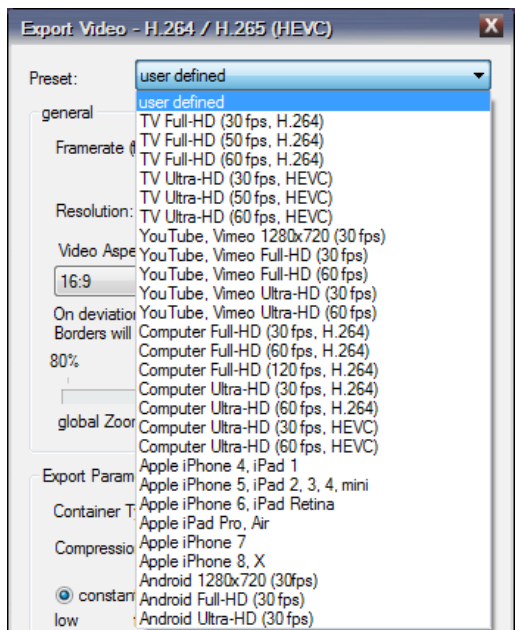 Export Video - H.264 / H.265 (HEVC)
X
Preset:
user defined
user defined
TV Full-HD (30 fps, H.264)
TV Full-HD (50 fps, H.264)
TV Full-HD (60 fps, H.264)
TV Ultra-HD (30 fps, HEVC)
TV Ultra-HD (50 fps, HEVC)
TV Ultra-HD (60 fps, HEVC)
YouTube, Vimeo 1280x720 (30 fps)
YouTube, Vimeo Full-HD (30 fps)
YouTube, Vimeo Full-HD (60 fps)
YouTube, Vimeo Ultra-HD (30 fps)
YouTube, Vimeo Ultra-HD (60 fps)
Computer Full-HD (30 fps, H.264)
Computer Full-HD (60 fps, H.264)
Computer Full-HD (120 fps, H.264)
Computer Ultra-HD (30 fps, H.264)
Computer Ultra-HD (60 fps, H.264)
Computer Ultra-HD (30 fps, HEVC)
Computer Ultra-HD (60 fps, HEVC)
Apple iPhone 4, iPad 1
Apple iPhone 5, iPad 2, 3, 4, mini
Apple iPhone 6, iPad Retina
Apple iPad Pro, Air
Apple iPhone 7
Apple iPhone 8, X
Android 1280x720 (30fps)
Android Full-HD (30 fps)
Android Ultra-HD (30 fps)
general
Framerate (
Resolution:
Video Aspe
16:9
On deviation
Borders will
80%
global Zoor
Export Param
Container T
Compressio
constan
low